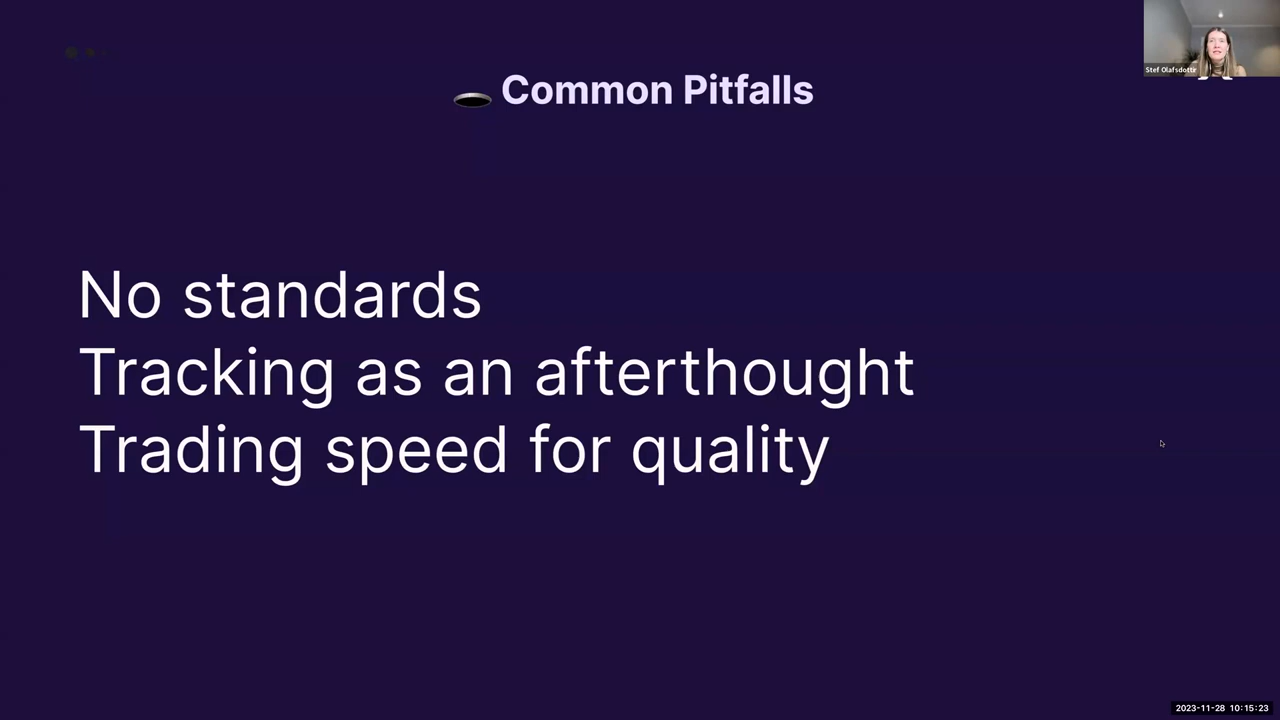 Stef Olafsdottir
Common Pitfalls
No standards
Tracking as an afterthought
Trading speed for quality
2023-11-28 10:15:23